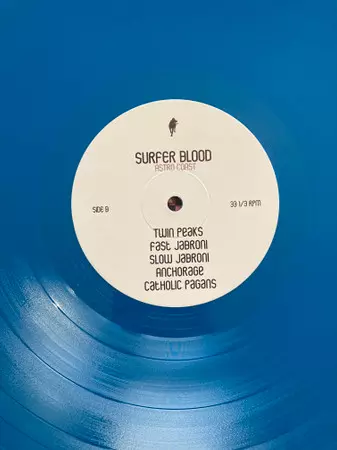 SURFER BLOOD
ASTRO COAST
SIDE B
33 1/3 RPM
TWIN PEAKS
FAST JABRONI
SLOW JABRONI
ANCHORAGE
CATHOLIC PAGANS